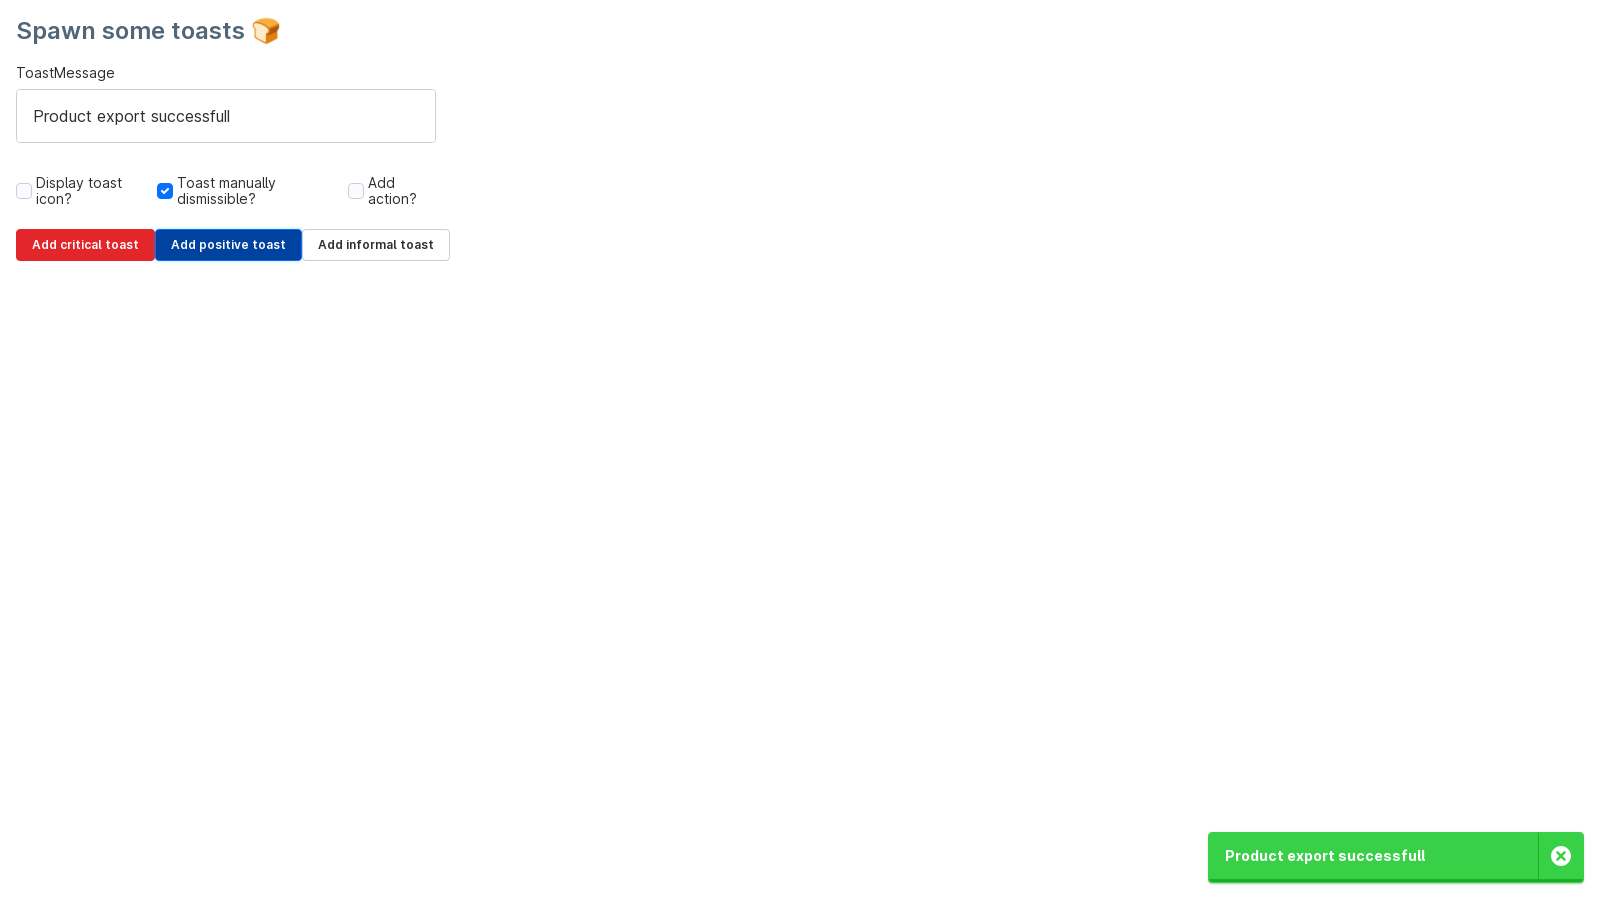 Spawn some toasts 🍞
ToastMessage
Product export successfull
Display toast
icon?
Toast manually
dismissible?
Add
action?
Add critical toast
Add positive toast
Add informal toast
Product export successfull